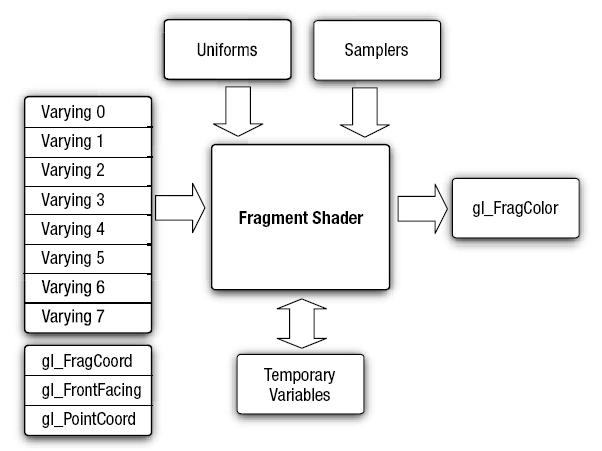 Uniforms
Samplers
Varying 0
Varying 1
Varying 2
Varying 3
Varying 4
Varying 5
Varying 6
Varying 7
Fragment Shader
gl_FragColor
gl_FragCoord
gl_FrontFacing
gl_PointCoord
Temporary
Variables